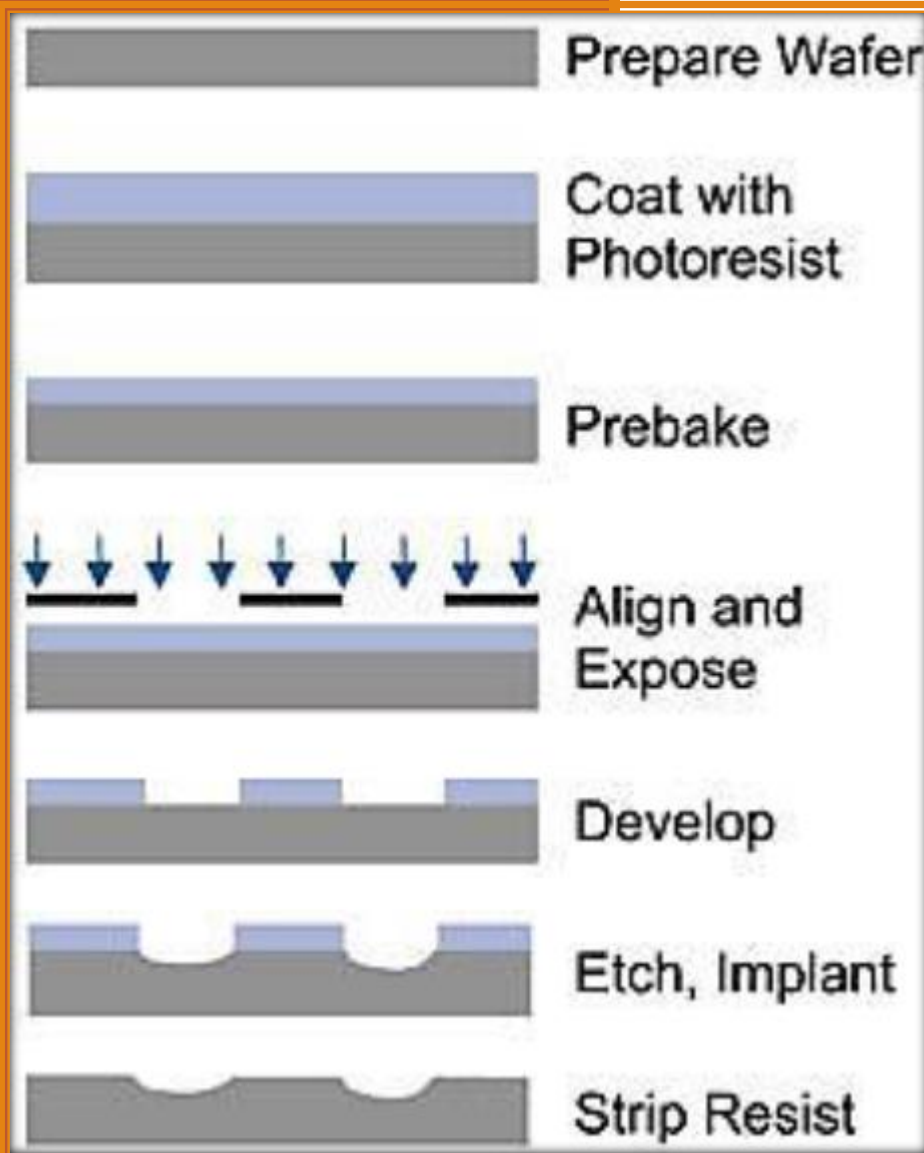 Prepare Wafer
Coat with
Photoresist
Prebake
Align and
Expose
Develop
Etch, Implant
Strip Resist